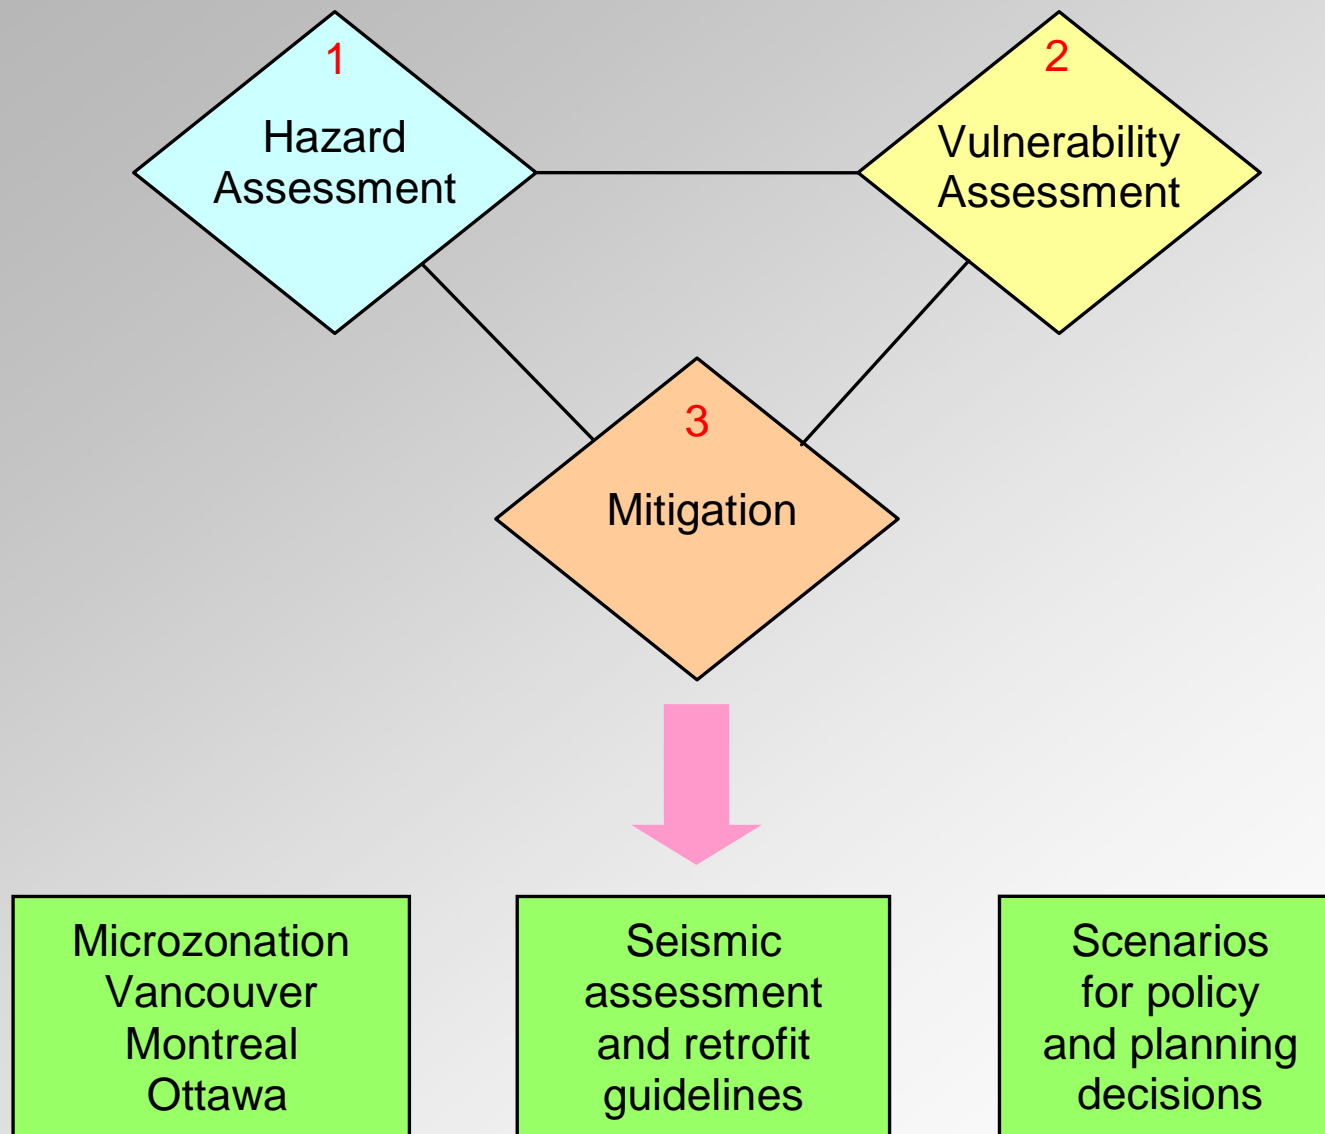 1
Hazard
Assessment
2
Vulnerability
Assessment
3
Mitigation
Microzonation
Vancouver
Montreal
Ottawa
Seismic
assessment
and retrofit
guidelines
Scenarios
for policy
and planning
decisions